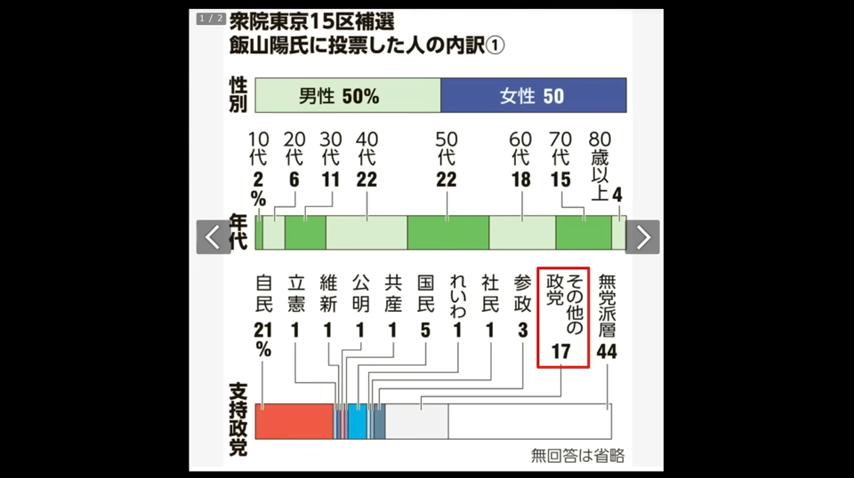 1 / 2
衆院東京15区補選
飯山陽氏に投票した人の内訳①
性別
男性 50%
女性 50
10代 2%
20代 6
30代 11
40代 22
50代 22
60代 18
70代 15
80歳以上 4
年代
自民 21%
立憲 1
維新 1
公明 1
共産 1
国民 5
れいわ 1
社民 1
参政 3
その他の政党 17
無党派層 44
支持政党
無回答は省略